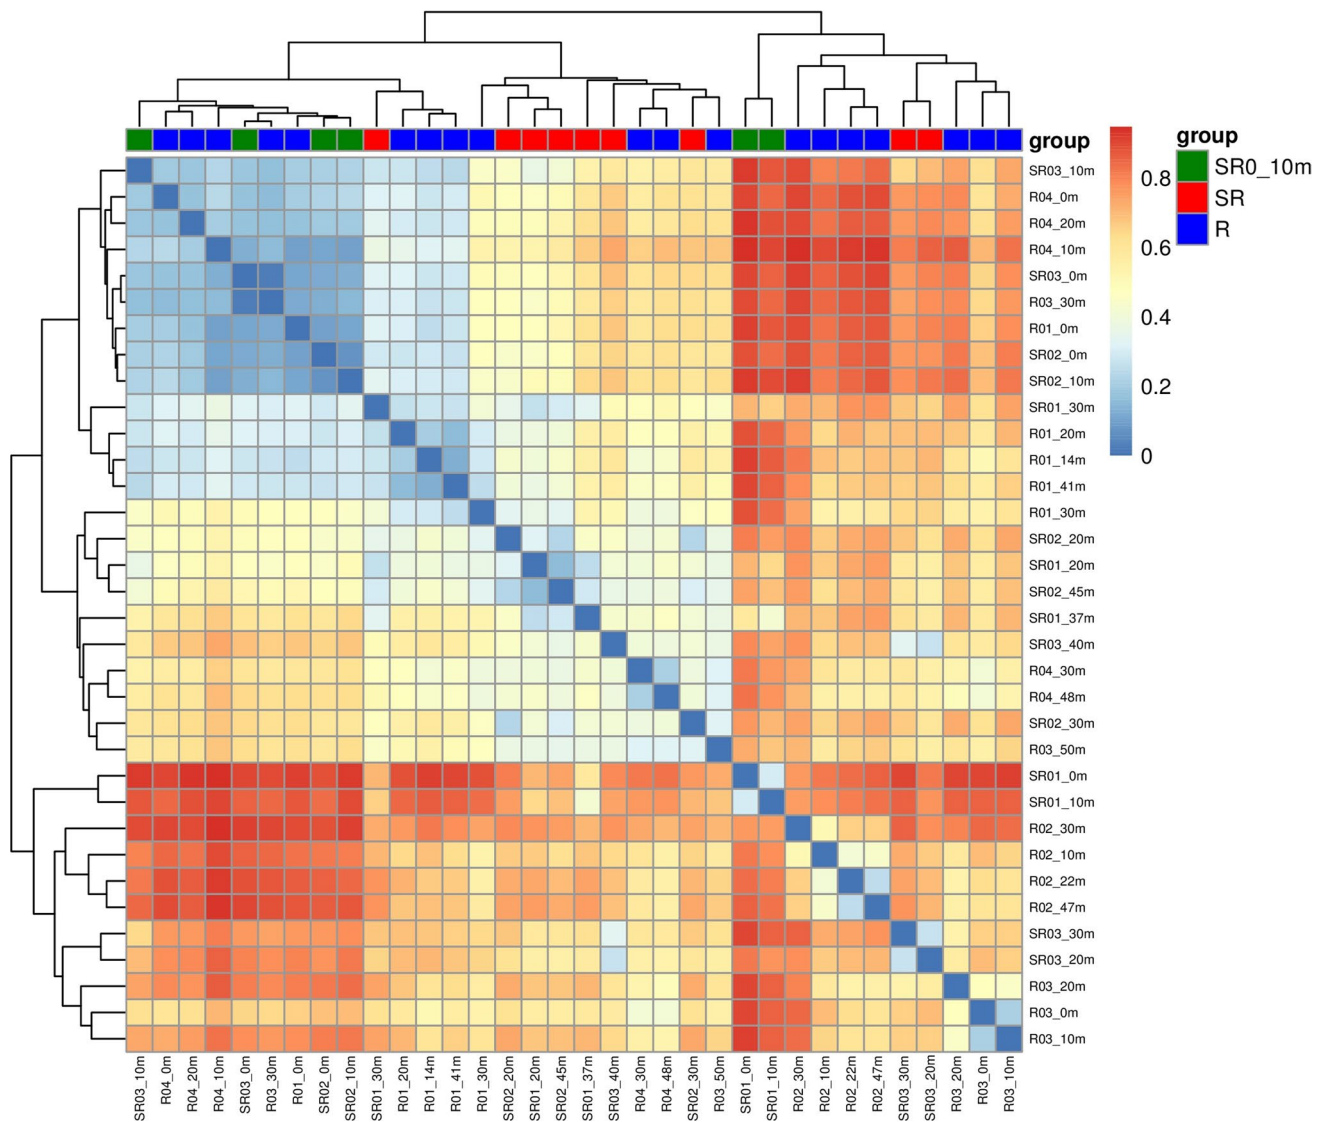 group
group
SR0_10m
SR
R
0.8
0.6
0.4
0.2
0
SR03_10m
R04_0m
R04_20m
R04_10m
SR03_0m
R03_30m
R01_0m
SR02_0m
SR02_10m
SR01_30m
R01_20m
R01_14m
R01_41m
R01_30m
SR02_20m
SR01_20m
SR02_45m
SR01_37m
SR03_40m
R04_30m
R04_48m
SR02_30m
R03_50m
SR01_0m
SR01_10m
R02_30m
R02_10m
R02_22m
R02_47m
SR03_30m
SR03_20m
R03_20m
R03_0m
R03_10m
SR03_10m
R04_0m
R04_20m
R04_10m
SR03_0m
R03_30m
R01_0m
SR02_0m
SR02_10m
SR01_30m
R01_20m
R01_14m
R01_41m
R01_30m
SR02_20m
SR01_20m
SR02_45m
SR01_37m
SR03_40m
R04_30m
R04_48m
SR02_30m
R03_50m
SR01_0m
SR01_10m
R02_30m
R02_10m
R02_22m
R02_47m
SR03_30m
SR03_20m
R03_20m
R03_0m
R03_10m